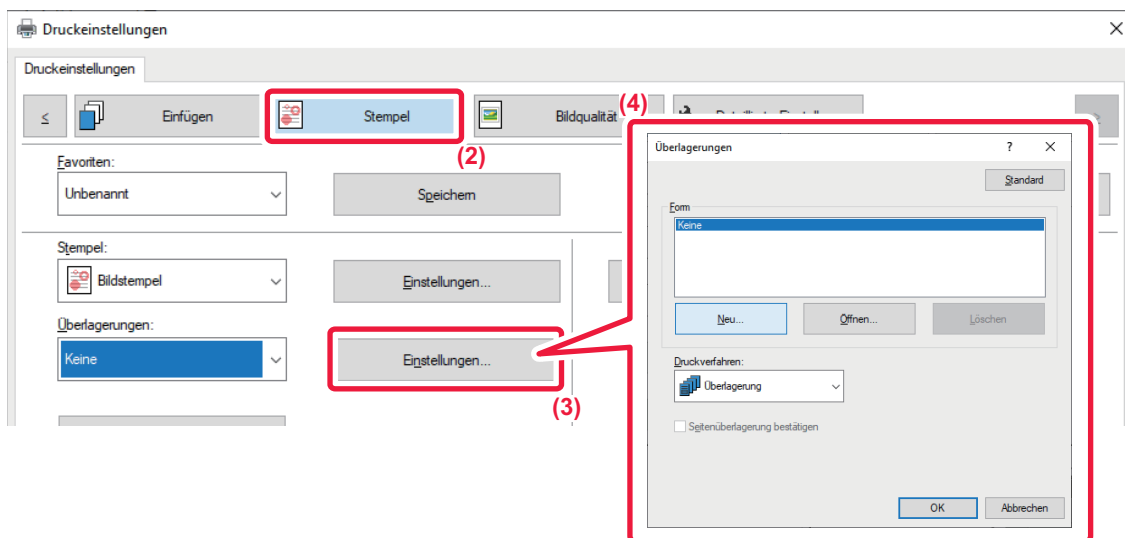 Druckeinstellungen
Druckeinstellungen
Einfügen
Stempel
Bildqualität
(4)
(2)
Favoriten:
Unbenannt
Speichern
Stempel:
Bildstempel
Einstellungen...
Überlagerungen:
Keine
Einstellungen...
(3)
Überlagerungen
?
Standard
Form
Keine
Neu...
Öffnen...
Löschen
Druckverfahren:
Überlagerung
Seitenüberlagerung bestätigen
OK
Abbrechen